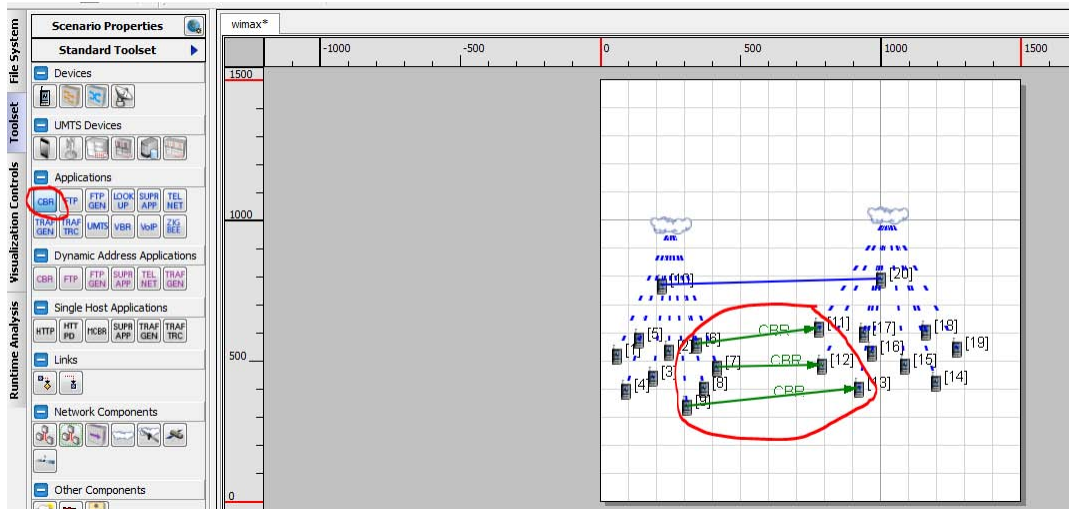 File System
Toolset
Visualization Controls
Runtime Analysis
Scenario Properties
Standard Toolset
Devices
UMTS Devices
Applications
CBR FTP FTP GEN LOOK UP SUPR APP TEL NET
TRAF GEN TRAF TRC UMTS VBR VoIP ZIG BEE
Dynamic Address Applications
CBR FTP FTP GEN SUPR APP TEL NET TRAF GEN
Single Host Applications
HTTP HTT PD MCBR SUPR APP TRAF GEN TRAF TRC
Links
Network Components
Other Components
wimax*
-1000 -500 0 500 1000 1500
1500
1000
500
0
[10] [20]
[5] [6] CBR [11] [17] [18]
[1] [2] [16] [19]
[3] [7] CBR [12] [15]
[4] [8] CBR [13] [14]
[9]